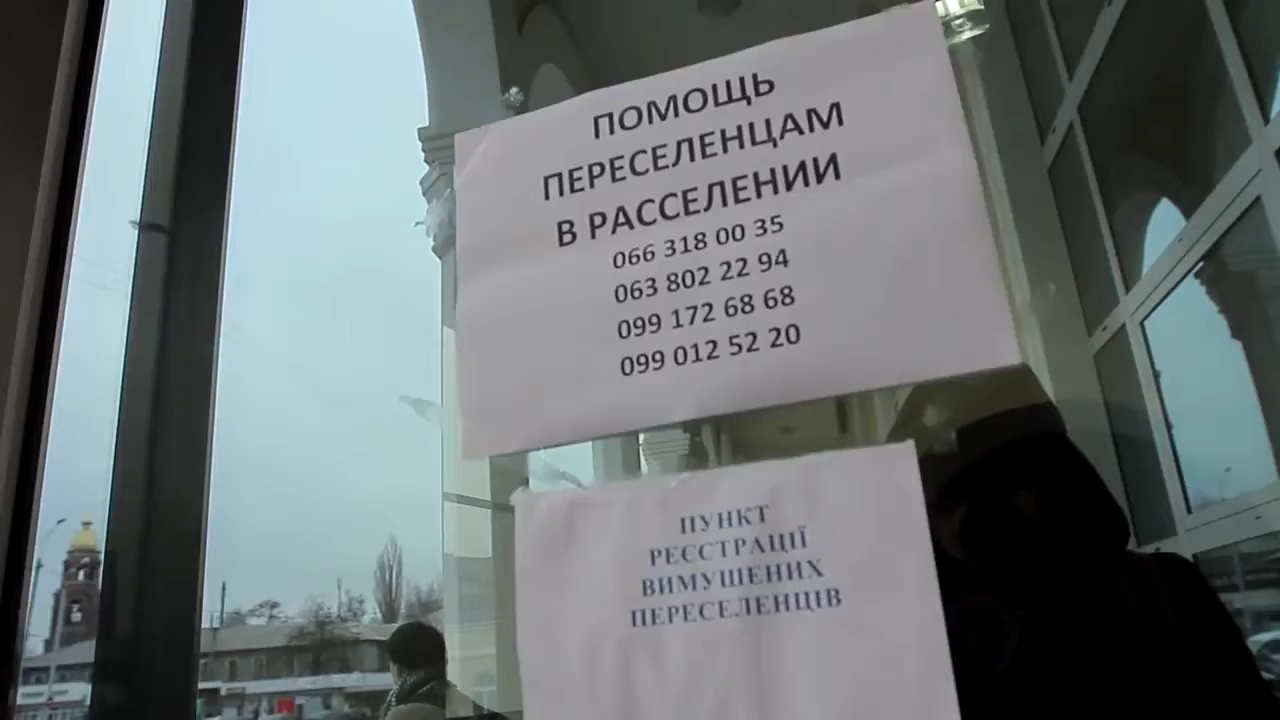 ПОМОЩЬ
ПЕРЕСЕЛЕНЦАМ
В РАССЕЛЕНИИ
066 318 00 35
063 802 22 94
099 172 68 68
099 012 52 20
ПУНКТ
РЕЄСТРАЦІЇ
ВИМУШЕНИХ
ПЕРЕСЕЛЕНЦІВ